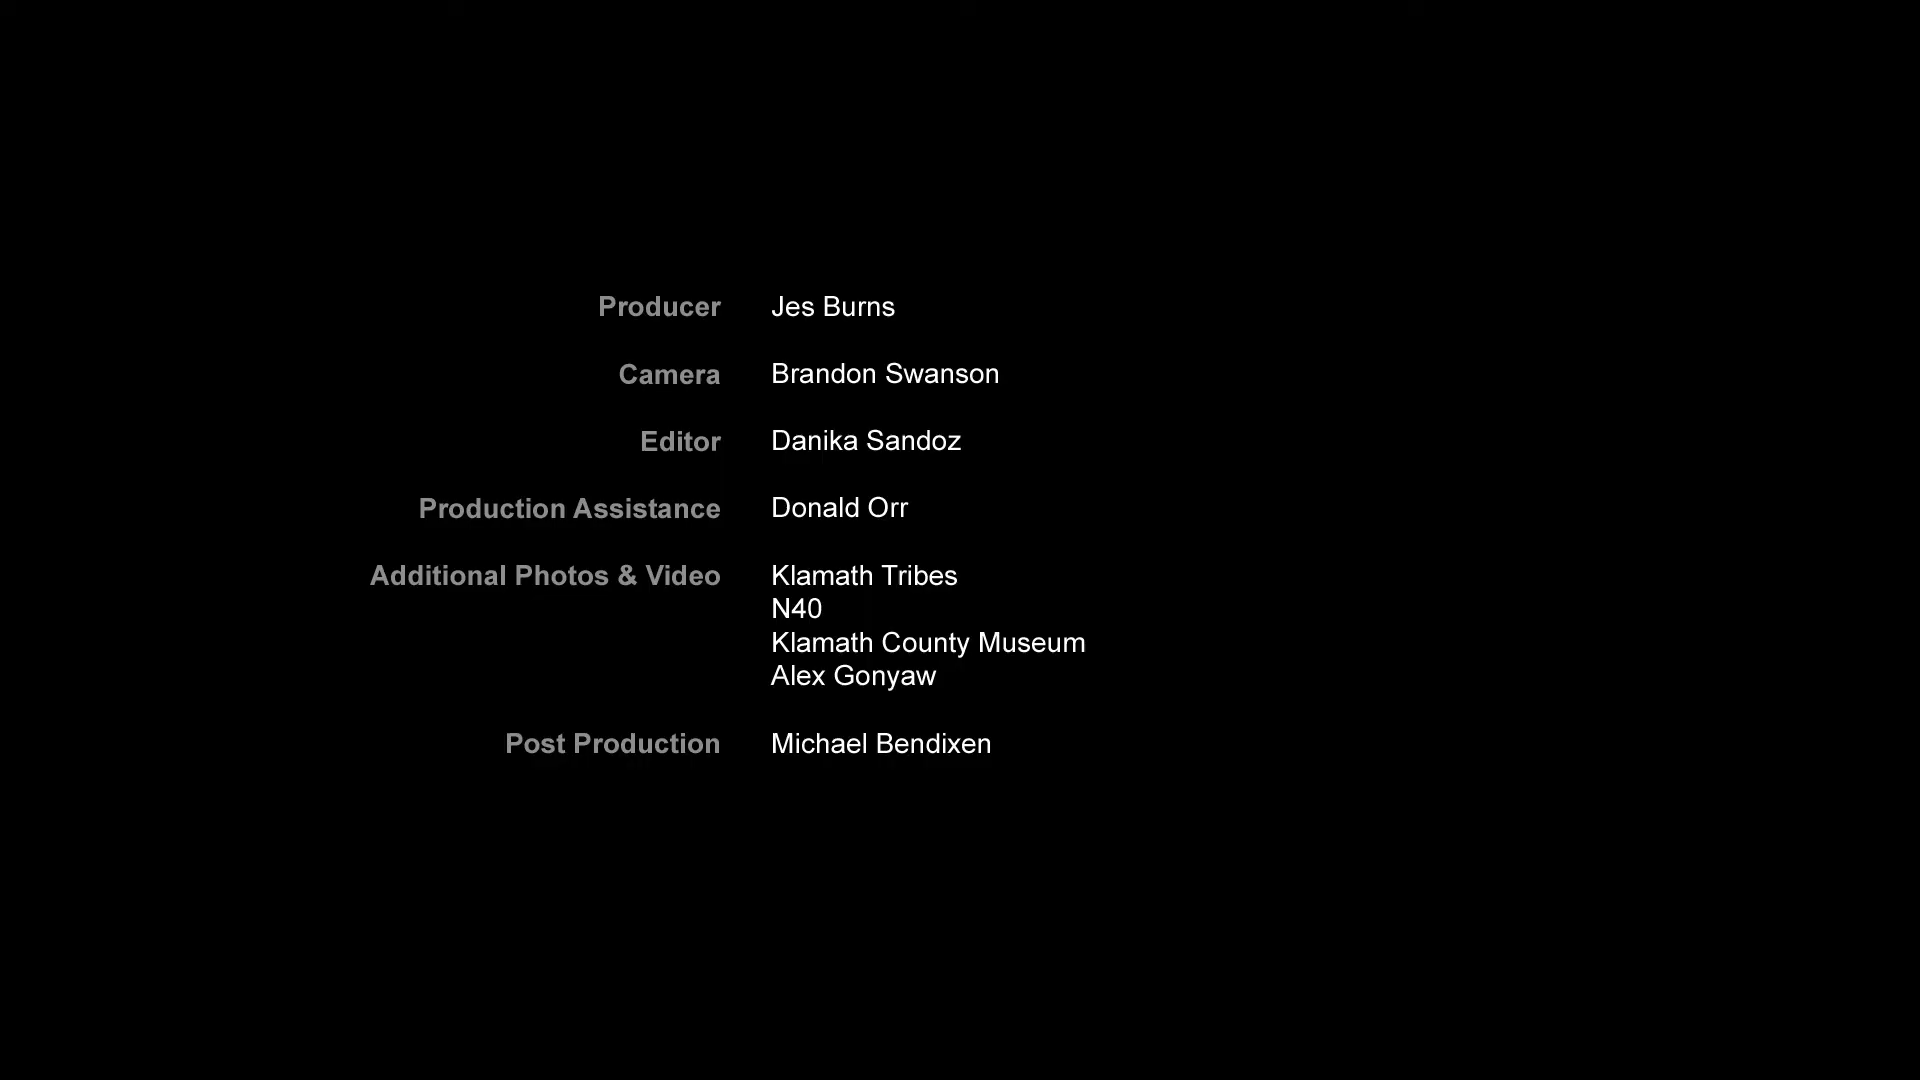 Producer Jes Burns
Camera Brandon Swanson
Editor Danika Sandoz
Production Assistance Donald Orr
Additional Photos & Video Klamath Tribes
N40
Klamath County Museum
Alex Gonyaw
Post Production Michael Bendixen